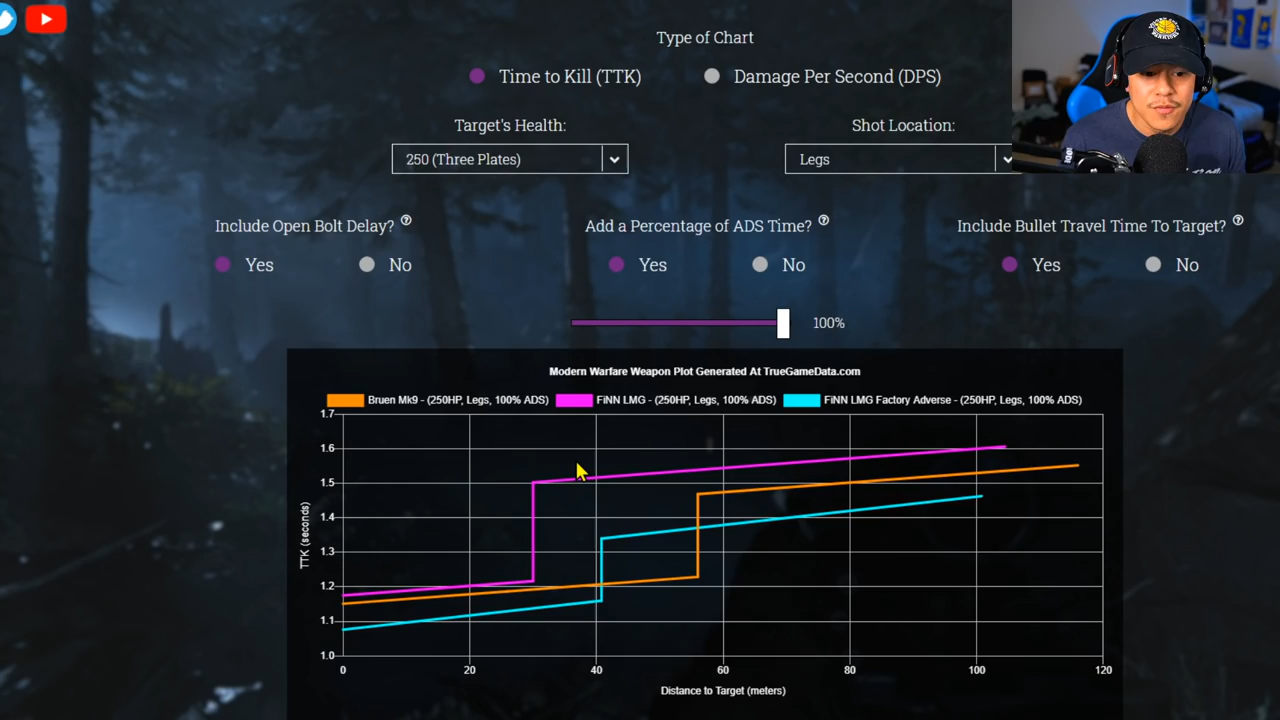 Type of Chart
Time to Kill (TTK)
Damage Per Second (DPS)
Target's Health:
Shot Location:
250 (Three Plates)
Legs
Include Open Bolt Delay?
Add a Percentage of ADS Time?
Include Bullet Travel Time To Target?
Yes
No
Yes
No
Yes
No
100%
Modern Warfare Weapon Plot Generated At TrueGameData.com
Bruen Mk9 - (250HP, Legs, 100% ADS)
FiNN LMG - (250HP, Legs, 100% ADS)
FiNN LMG Factory Adverse - (250HP, Legs, 100% ADS)
1.7
1.6
1.5
1.4
1.3
1.2
1.1
1.0
TTK (seconds)
0
20
40
60
80
100
120
Distance to Target (meters)